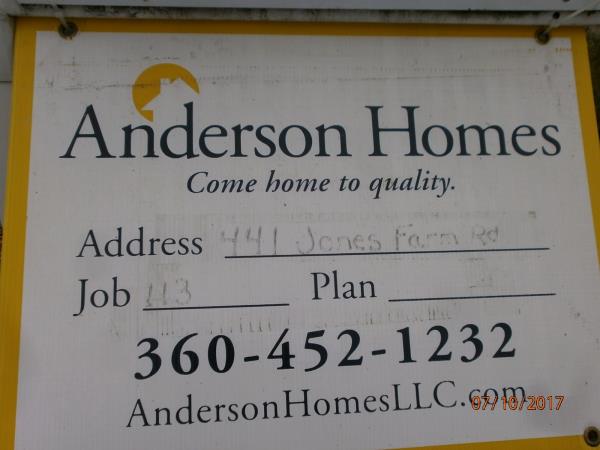 Anderson Homes
Come home to quality.
Address 441 Jones Farm Rd
Job 113 Plan
360-452-1232
AndersonHomesLLC.com
07/10/2017